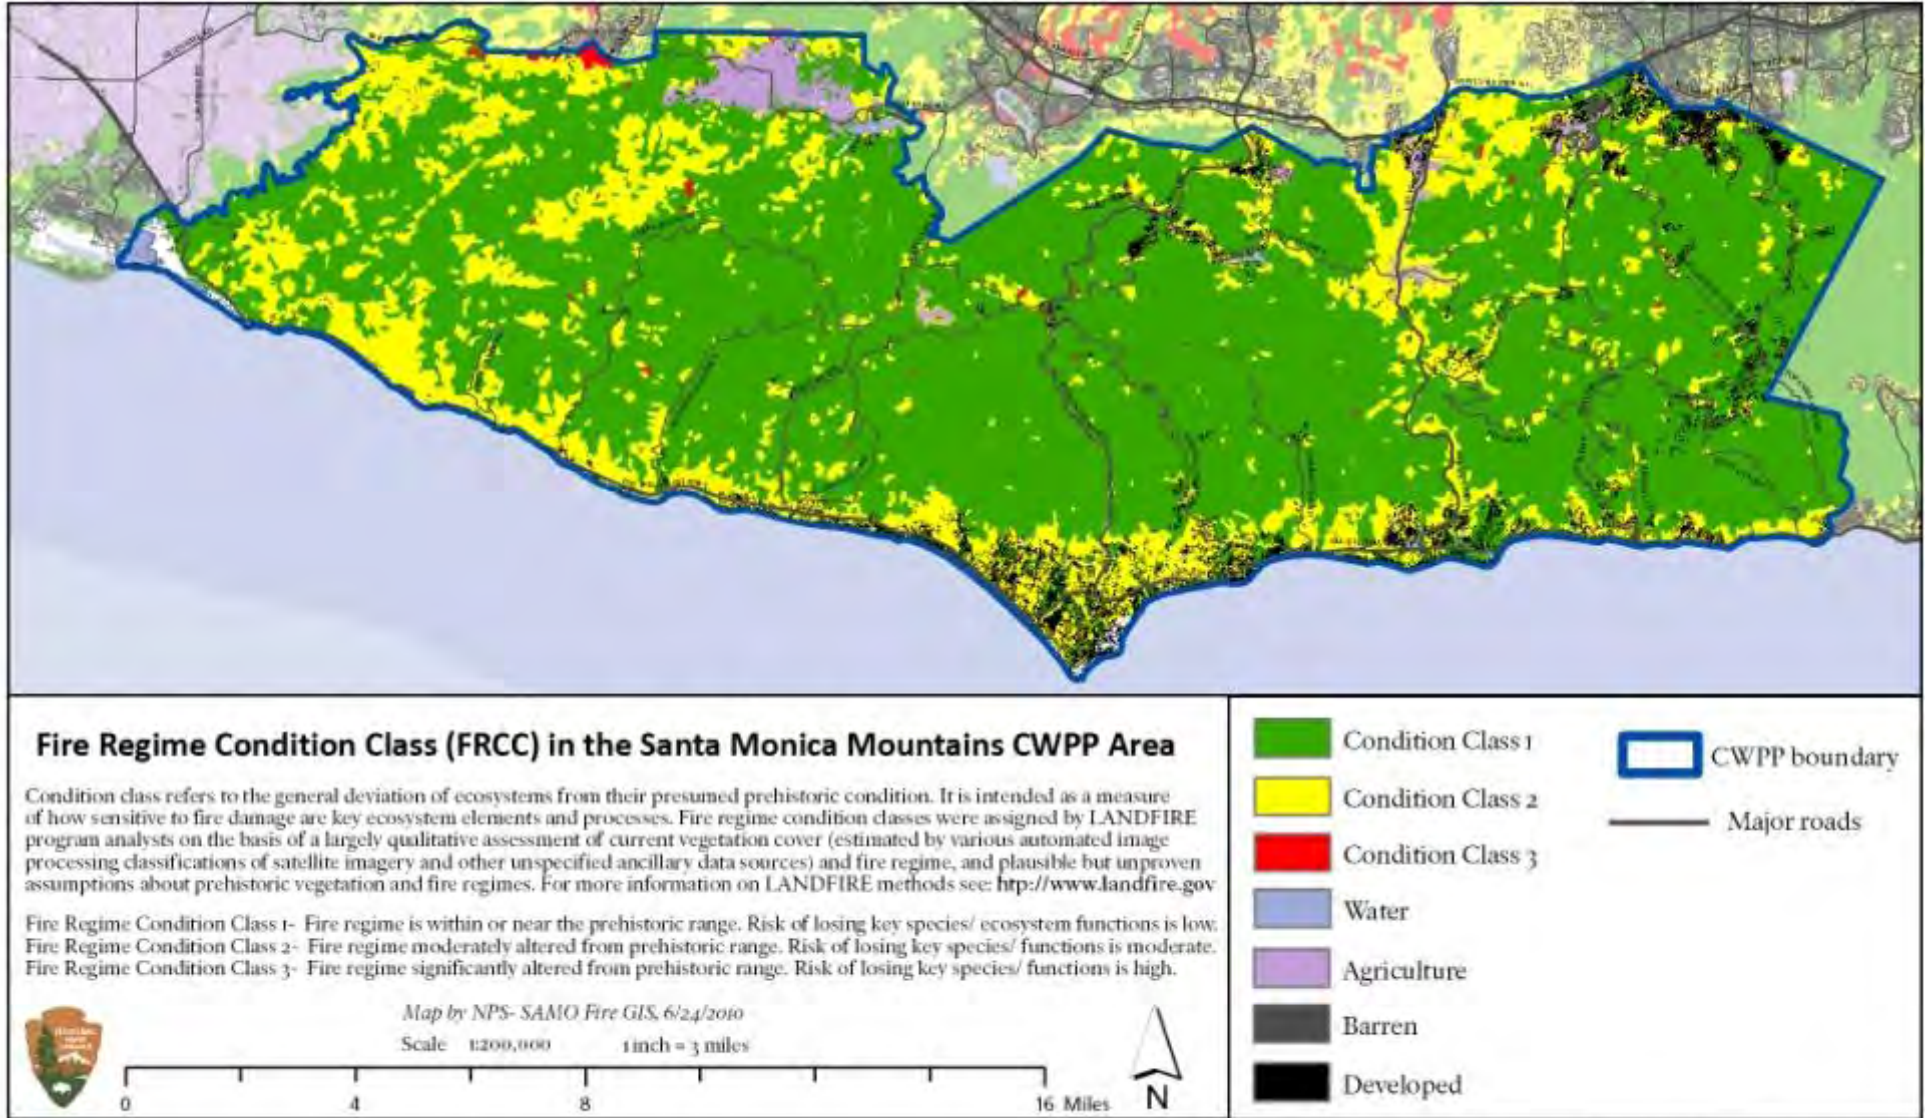 Fire Regime Condition Class (FRCC) in the Santa Monica Mountains CWPP Area
Condition class refers to the general deviation of ecosystems from their presumed prehistoric condition. It is intended as a measure
of how sensitive to fire damage are key ecosystem elements and processes. Fire regime condition classes were assigned by LANDFIRE
program analysts on the basis of a largely qualitative assessment of current vegetation cover (estimated by various automated image
processing classifications of satellite imagery and other unspecified ancillary data sources) and fire regime, and plausible but unproven
assumptions about prehistoric vegetation and fire regimes. For more information on LANDFIRE methods see: htp://www.landfire.gov
Fire Regime Condition Class 1- Fire regime is within or near the prehistoric range. Risk of losing key species/ ecosystem functions is low.
Fire Regime Condition Class 2- Fire regime moderately altered from prehistoric range. Risk of losing key species/ functions is moderate.
Fire Regime Condition Class 3- Fire regime significantly altered from prehistoric range. Risk of losing key species/ functions is high.
Map by NPS- SAMO Fire GIS, 6/24/2010
Scale 1:200,000 1 inch = 3 miles
0 4 8 16 Miles
N
Condition Class 1
Condition Class 2
Condition Class 3
Water
Agriculture
Barren
Developed
CWPP boundary
Major roads